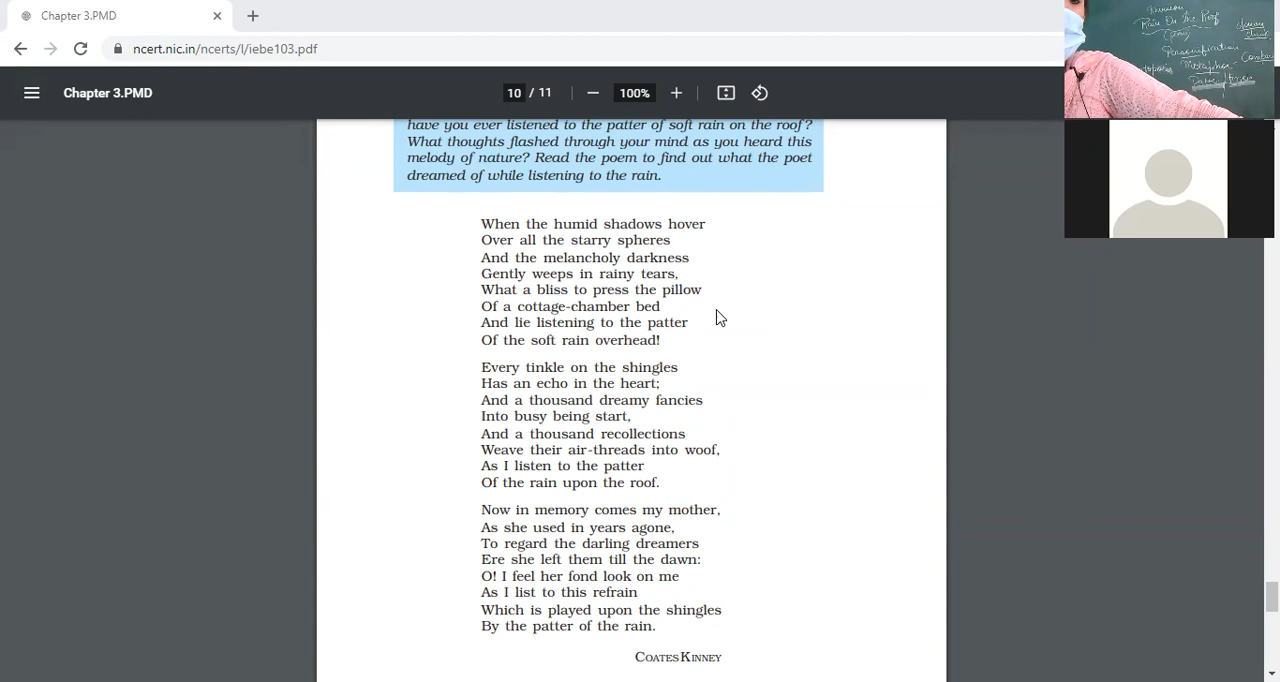 Chapter 3.PMD
ncert.nic.in/ncerts/l/iebe103.pdf
Chapter 3.PMD
10 / 11
100%
Rain On The Roof
Personification
Metaphor
have you ever listened to the patter of soft rain on the roof?
What thoughts flashed through your mind as you heard this
melody of nature? Read the poem to find out what the poet
dreamed of while listening to the rain.
When the humid shadows hover
Over all the starry spheres
And the melancholy darkness
Gently weeps in rainy tears,
What a bliss to press the pillow
Of a cottage-chamber bed
And lie listening to the patter
Of the soft rain overhead!
Every tinkle on the shingles
Has an echo in the heart;
And a thousand dreamy fancies
Into busy being start,
And a thousand recollections
Weave their air-threads into woof,
As I listen to the patter
Of the rain upon the roof.
Now in memory comes my mother,
As she used in years agone,
To regard the darling dreamers
Ere she left them till the dawn:
O! I feel her fond look on me
As I list to this refrain
Which is played upon the shingles
By the patter of the rain.
COATES KINNEY